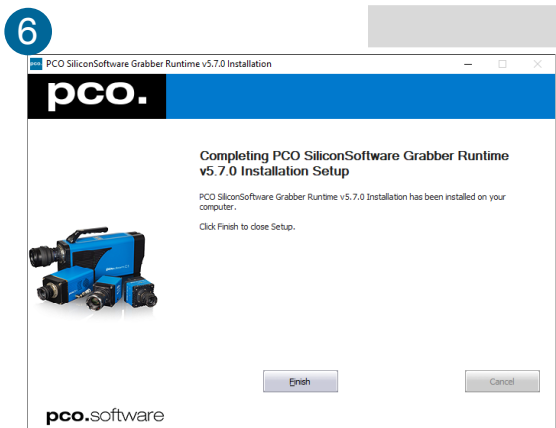 6
PCO SiliconSoftware Grabber Runtime v5.7.0 Installation
pco.
Completing PCO SiliconSoftware Grabber Runtime
v5.7.0 Installation Setup
PCO SiliconSoftware Grabber Runtime v5.7.0 Installation has been installed on your
computer.
Click Finish to close Setup.
Finish
Cancel
pco.software